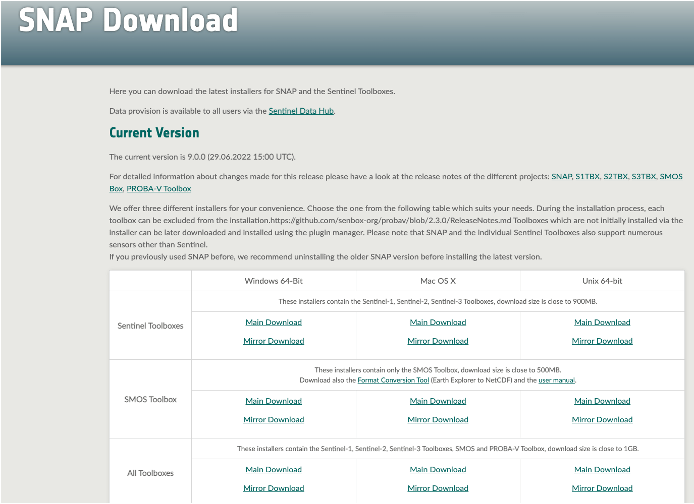 SNAP Download
Here you can download the latest installers for SNAP and the Sentinel Toolboxes.
Data provision is available to all users via the Sentinel Data Hub.
Current Version
The current version is 9.0.0 (29.06.2022 15:00 UTC).
For detailed information about changes made for this release please have a look at the release notes of the different projects: SNAP, S1TBX, S2TBX, S3TBX, SMOS
Box, PROBA-V Toolbox
We offer three different installers for your convenience. Choose the one from the following table which suits your needs. During the installation process, each
toolbox can be excluded from the installation.https://github.com/senbox-org/probav/blob/2.3.0/ReleaseNotes.md Toolboxes which are not initially installed via the
installer can be later downloaded and installed using the plugin manager. Please note that SNAP and the individual Sentinel Toolboxes also support numerous
sensors other than Sentinel.
If you previously used SNAP before, we recommend uninstalling the older SNAP version before installing the latest version.
Windows 64-Bit Mac OS X Unix 64-bit
These installers contain the Sentinel-1, Sentinel-2, Sentinel-3 Toolboxes, download size is close to 900MB.
Sentinel Toolboxes
Main Download Main Download Main Download
Mirror Download Mirror Download Mirror Download
These installers contain only the SMOS Toolbox, download size is close to 500MB.
Download also the Format Conversion Tool (Earth Explorer to NetCDF) and the user manual.
SMOS Toolbox
Main Download Main Download Main Download
Mirror Download Mirror Download Mirror Download
These installers contain the Sentinel-1, Sentinel-2, Sentinel-3 Toolboxes, SMOS and PROBA-V Toolbox, download size is close to 1GB.
All Toolboxes
Main Download Main Download Main Download
Mirror Download Mirror Download Mirror Download